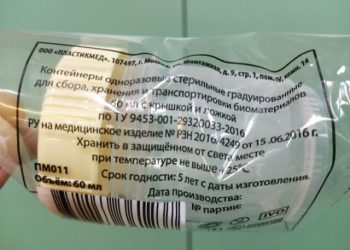 ООО «ПЛАСТИКМЕД». 107497, г. Москва, ул. Монтажная, д. 9, стр. 1, пом. IV, комн. 14
Контейнеры одноразовые стерильные градуированные
для сбора, хранения и транспортировки биоматериалов
60 мл с крышкой и ложкой
по ТУ 9453-001-29320033-2016
РУ на медицинское изделие № РЗН 2016/4249 от 15.06.2016 г.
Хранить в защищённом от света месте
при температуре не выше +25
ПМ011
Срок годности: 5 лет с даты изготовления.
Объём: 60 мл
Дата производства:
№ партии:
IVD